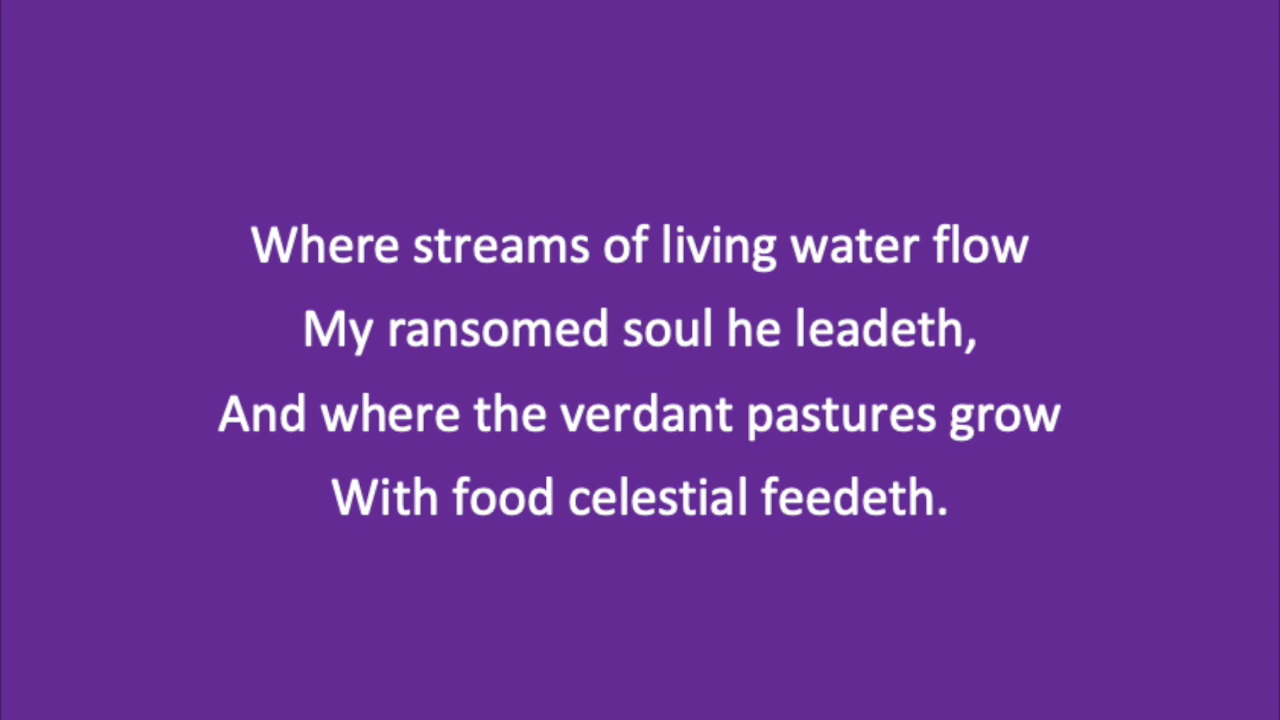 Where streams of living water flow
My ransomed soul he leadeth,
And where the verdant pastures grow
With food celestial feedeth.